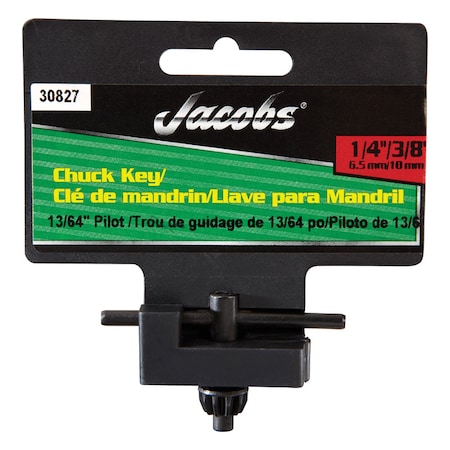 30827
Jacobs®
1/4"/3/8"
6.5 mm/10 mm
Chuck Key/
Clé de mandrin/Llave para Mandril
13/64" Pilot /Trou de guidage de 13/64 po/Piloto de 13/6